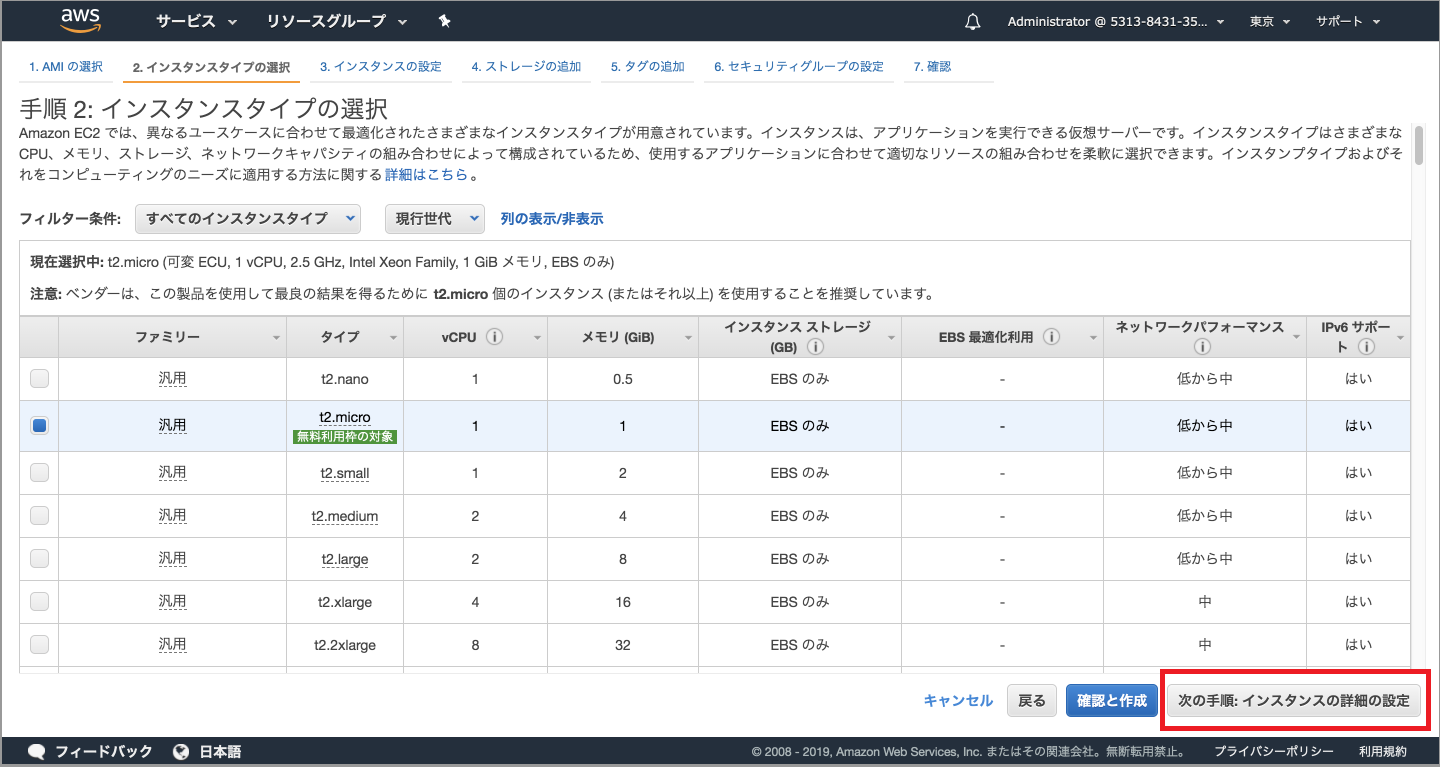 aws サービス リソースグループ Administrator @ 5313-8431-35... 東京 サポート
1. AMI の選択 2. インスタンスタイプの選択 3. インスタンスの設定 4. ストレージの追加 5. タグの追加 6. セキュリティグループの設定 7. 確認
手順 2: インスタンスタイプの選択
Amazon EC2 では、異なるユースケースに合わせて最適化されたさまざまなインスタンスタイプが用意されています。インスタンスは、アプリケーションを実行できる仮想サーバーです。インスタンスタイプはさまざまな
CPU、メモリ、ストレージ、ネットワークキャパシティの組み合わせによって構成されているため、使用するアプリケーションに合わせて適切なリソースの組み合わせを柔軟に選択できます。インスタンプタイプおよびそ
れをコンピューティングのニーズに適用する方法に関する 詳細はこちら 。
フィルター条件: すべてのインスタンスタイプ 現行世代 列の表示/非表示
現在選択中: t2.micro (可変 ECU, 1 vCPU, 2.5 GHz, Intel Xeon Family, 1 GiB メモリ, EBS のみ)
注意: ベンダーは、この製品を使用して最良の結果を得るために t2.micro 個のインスタンス (またはそれ以上) を使用することを推奨しています。
ファミリー タイプ vCPU i メモリ (GiB) インスタンス ストレージ (GB) i EBS 最適化利用 i ネットワークパフォーマンス i IPv6 サポート i
汎用 t2.nano 1 0.5 EBS のみ - 低から中 はい
汎用 t2.micro 無料利用枠の対象 1 1 EBS のみ - 低から中 はい
汎用 t2.small 1 2 EBS のみ - 低から中 はい
汎用 t2.medium 2 4 EBS のみ - 低から中 はい
汎用 t2.large 2 8 EBS のみ - 低から中 はい
汎用 t2.xlarge 4 16 EBS のみ - 中 はい
汎用 t2.2xlarge 8 32 EBS のみ - 中 はい
キャンセル 戻る 確認と作成 次の手順: インスタンスの詳細の設定
フィードバック 日本語 © 2008 - 2019, Amazon Web Services, Inc. またはその関連会社。無断転用禁止。 プライバシーポリシー 利用規約